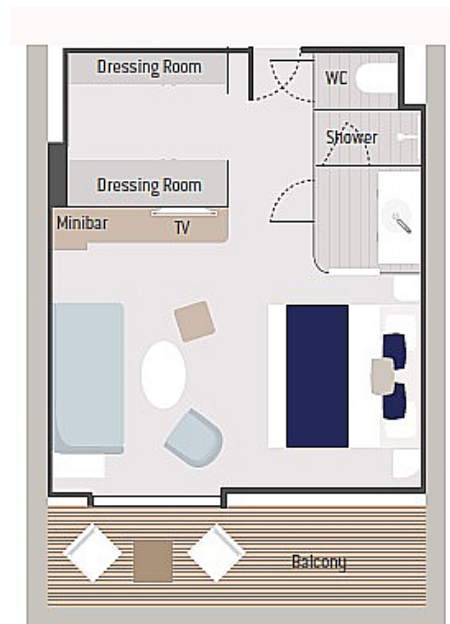 Dressing Room
WC
Shower
Dressing Room
Minibar
TV
Balcony